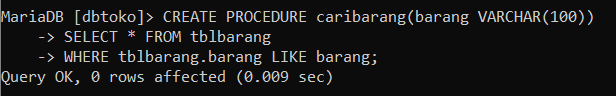 MariaDB [dbtoko]> CREATE PROCEDURE caribarang(barang VARCHAR(100))
    -> SELECT * FROM tblbarang
    -> WHERE tblbarang.barang LIKE barang;
Query OK, 0 rows affected (0.009 sec)